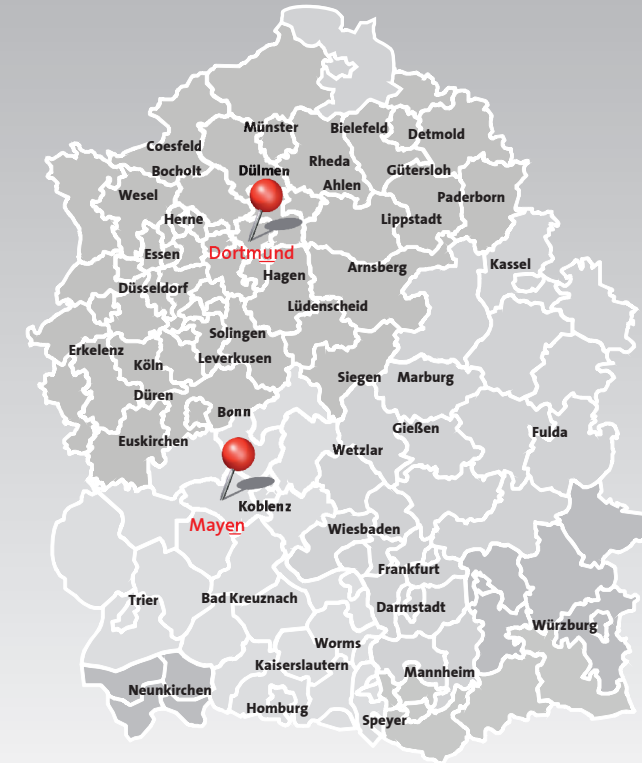 Münster
Bielefeld
Detmold
Coesfeld
Rheda
Bocholt
Dülmen
Gütersloh
Ahlen
Wesel
Paderborn
Herne
Lippstadt
Essen
Dortmund
Kassel
Arnsberg
Hagen
Düsseldorf
Lüdenscheid
Solingen
Erkelenz
Leverkusen
Köln
Siegen
Marburg
Düren
Bonn
Gießen
Fulda
Euskirchen
Wetzlar
Koblenz
Mayen
Wiesbaden
Frankfurt
Trier
Bad Kreuznach
Darmstadt
Würzburg
Worms
Kaiserslautern
Mannheim
Neunkirchen
Homburg
Speyer